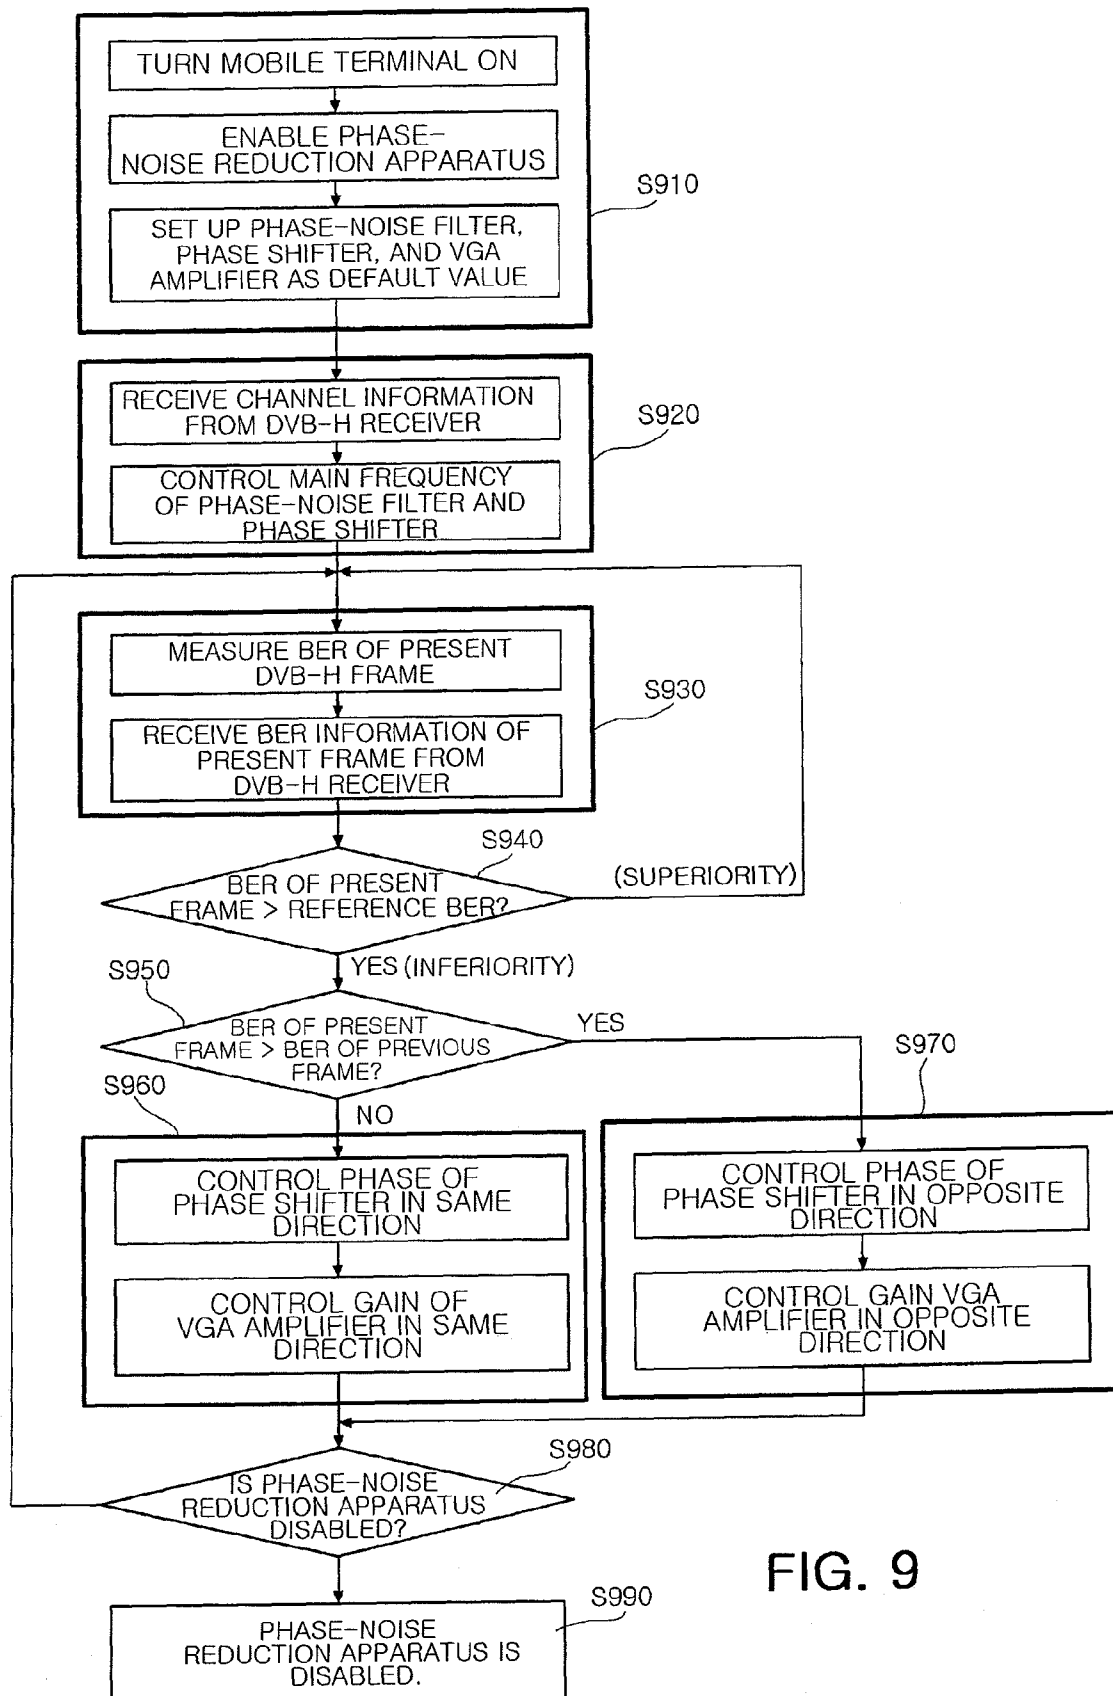 TURN MOBILE TERMINAL ON
ENABLE PHASE-
NOISE REDUCTION APPARATUS
SET UP PHASE-NOISE FILTER,
PHASE SHIFTER, AND VGA
AMPLIFIER AS DEFAULT VALUE
S910
RECEIVE CHANNEL INFORMATION
FROM DVB-H RECEIVER
CONTROL MAIN FREQUENCY
OF PHASE-NOISE FILTER AND
PHASE SHIFTER
S920
MEASURE BER OF PRESENT
DVB-H FRAME
RECEIVE BER INFORMATION OF
PRESENT FRAME FROM
DVB-H RECEIVER
S930
S940
BER OF PRESENT
FRAME > REFERENCE BER?
(SUPERIORITY)
YES (INFERIORITY)
S950
BER OF PRESENT
FRAME > BER OF PREVIOUS
FRAME?
YES
NO
S960
CONTROL PHASE OF
PHASE SHIFTER IN SAME
DIRECTION
CONTROL GAIN OF
VGA AMPLIFIER IN SAME
DIRECTION
S970
CONTROL PHASE OF
PHASE SHIFTER IN OPPOSITE
DIRECTION
CONTROL GAIN VGA
AMPLIFIER IN OPPOSITE
DIRECTION
S980
IS PHASE-NOISE
REDUCTION APPARATUS
DISABLED?
S990
PHASE-NOISE
REDUCTION APPARATUS IS
DISABLED.
FIG. 9